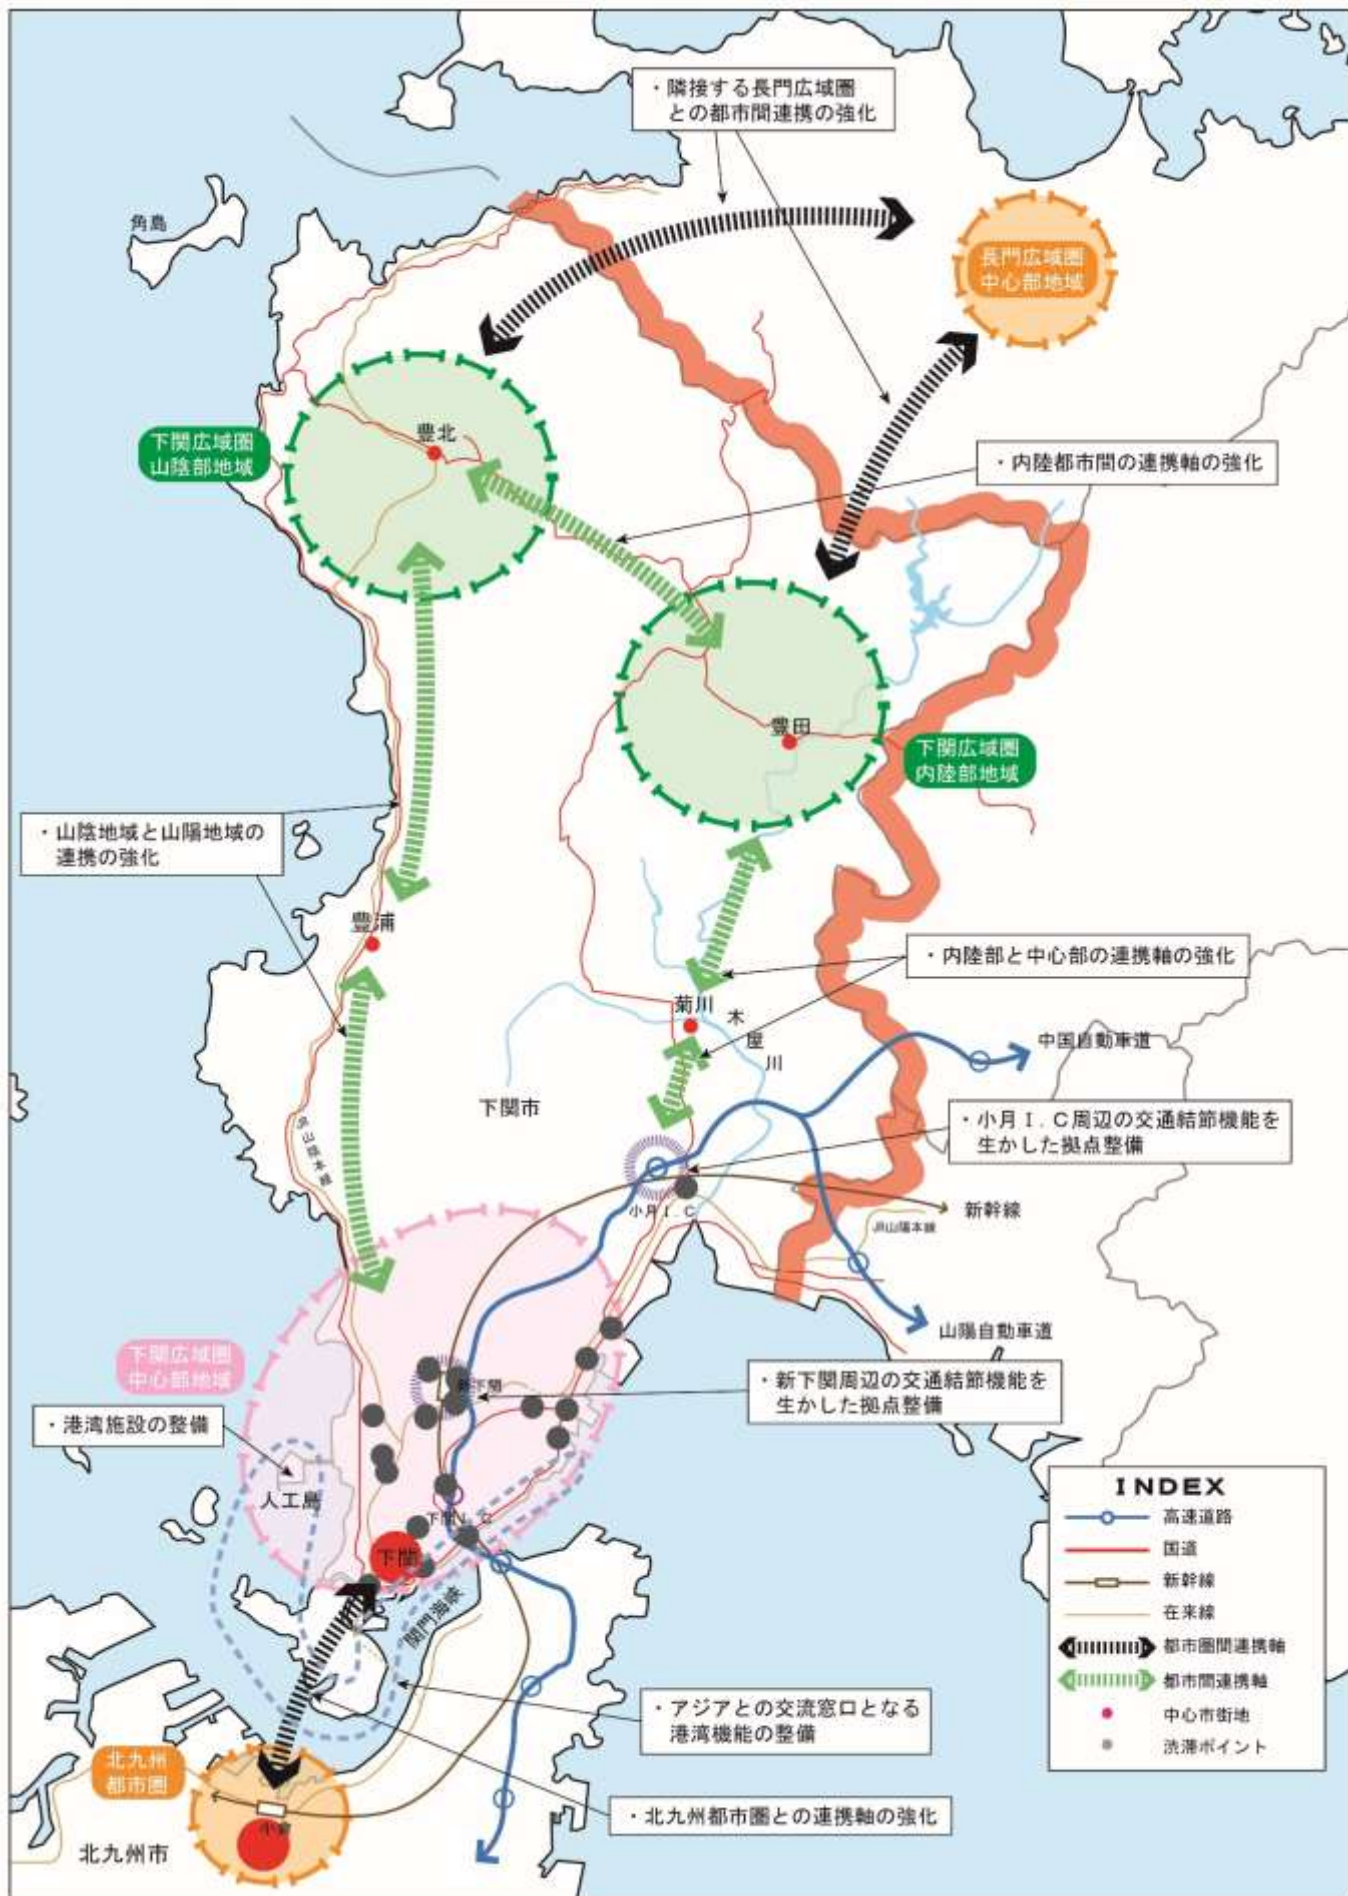 ・隣接する長門広域圏
との都市間連携の強化
角島
長門広域圏
中心部地域
下関広域圏
山陰部地域
豊北
・内陸都市間の連携軸の強化
豊田
下関広域圏
内陸部地域
・山陰地域と山陽地域の
連携の強化
豊浦
・内陸部と中心部の連携軸の強化
菊川
木
屋
川
中国自動車道
下関市
・小月I.C周辺の交通結節機能を
生かした拠点整備
JR山陰本線
小月I.C
新幹線
JR山陽本線
山陽自動車道
下関広域圏
中心部地域
新下関
・新下関周辺の交通結節機能を
生かした拠点整備
・港湾施設の整備
人工島
下関I.C
下関
関門海峡
・アジアとの交流窓口となる
港湾機能の整備
北九州
都市圏
小倉
・北九州都市圏との連携軸の強化
北九州市
INDEX
高速道路
国道
新幹線
在来線
都市圏間連携軸
都市間連携軸
中心市街地
渋滞ポイント